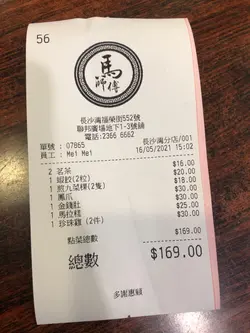 56
馬
師傅
長沙灣福榮街552號
聯邦廣場地下1-3號舖
電話:2366 6662
長沙灣分店/001
單號 : 07865
員工 : Mei Mei
16/05/2021 15:02
2 茗茶 $16.00
1 蝦餃(2粒) $20.00
1 煎九菜粿(2隻) $18.00
1 鳳爪 $30.00
1 金錢肚 $25.00
1 馬拉糕 $30.00
1 珍珠雞 (2件) $30.00
點菜總數 $169.00
總數 $169.00
多謝惠顧